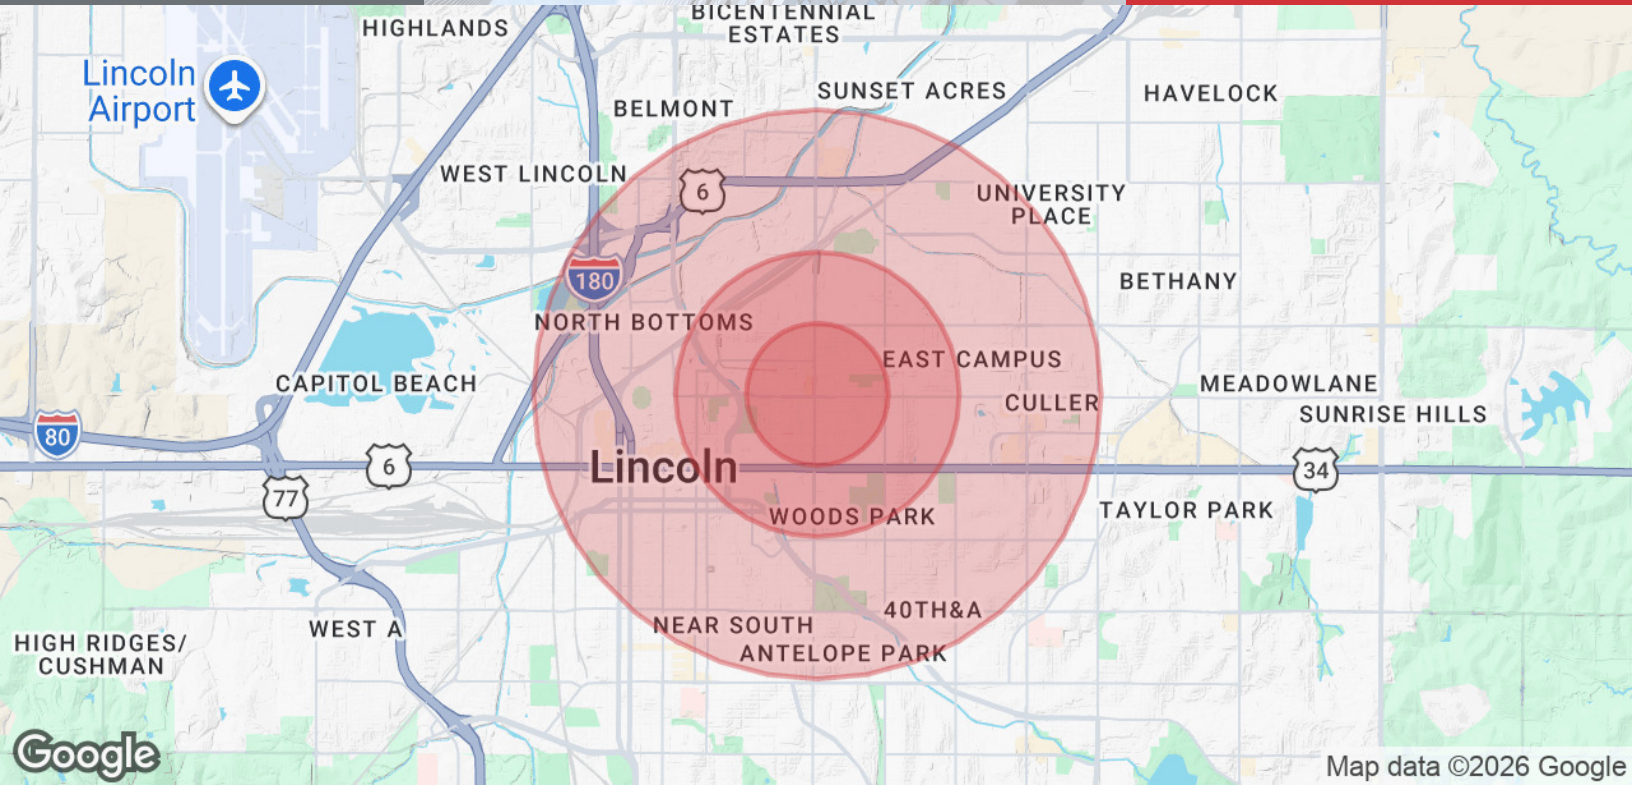 BICENTENNIAL
ESTATES
HIGHLANDS
Lincoln
Airport
SUNSET ACRES
HAVELOCK
BELMONT
WEST LINCOLN
6
UNIVERSITY
PLACE
180
BETHANY
NORTH BOTTOMS
EAST CAMPUS
CAPITOL BEACH
MEADOWLANE
CULLER
SUNRISE HILLS
80
6
Lincoln
34
77
WOODS PARK
TAYLOR PARK
40TH&A
NEAR SOUTH
WEST A
HIGH RIDGES/
CUSHMAN
ANTELOPE PARK
Google
Map data ©2026 Google